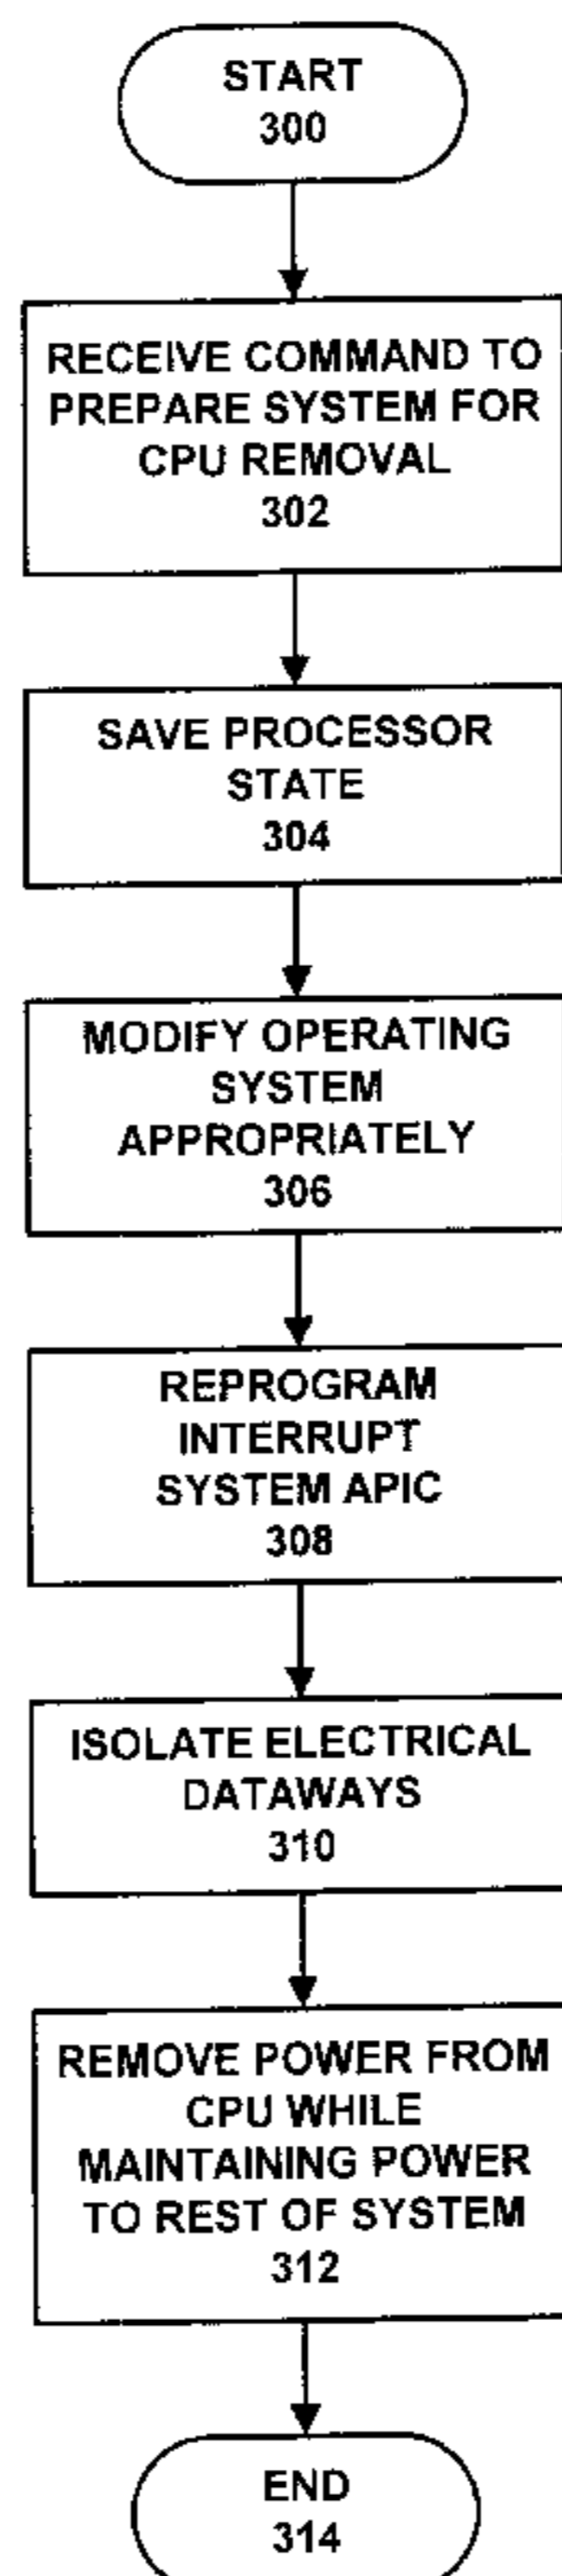 START
300
RECEIVE COMMAND TO
PREPARE SYSTEM FOR
CPU REMOVAL
302
SAVE PROCESSOR
STATE
304
MODIFY OPERATING
SYSTEM
APPROPRIATELY
306
REPROGRAM
INTERRUPT
SYSTEM APIC
308
ISOLATE ELECTRICAL
DATAWAYS
310
REMOVE POWER FROM
CPU WHILE
MAINTAINING POWER
TO REST OF SYSTEM
312
END
314